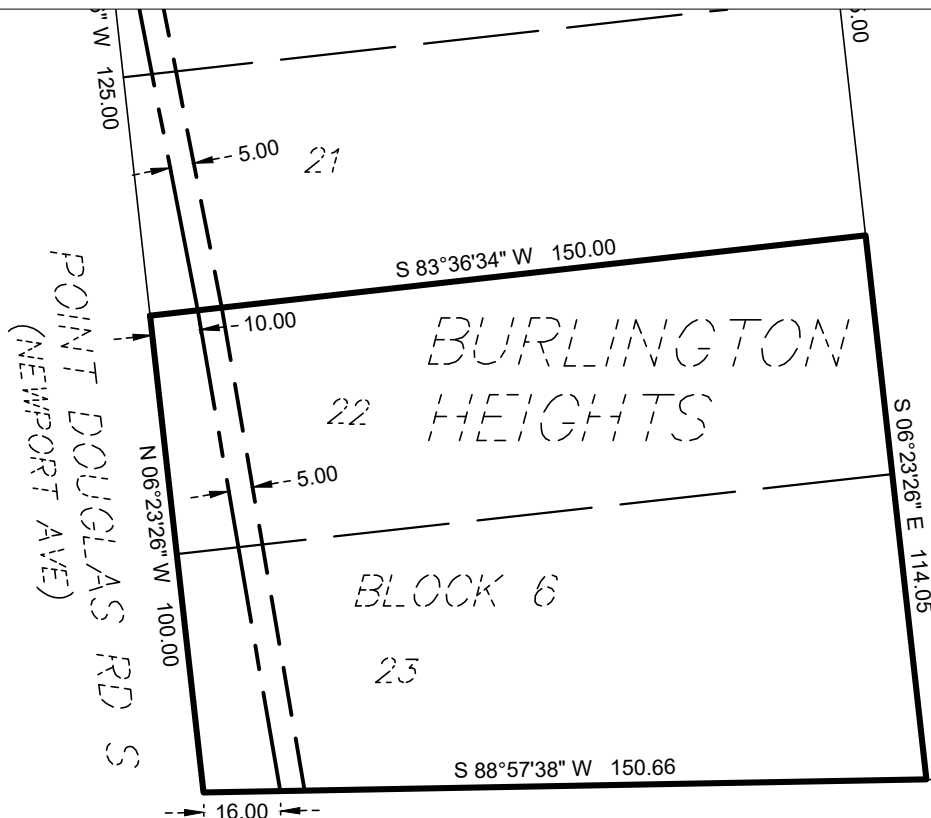 " W 125.00
5.00
5.00
21
S 83°36'34" W 150.00
10.00
BURLINGTON
HEIGHTS
22
POINT DOUGLAS RD S
(NEWPORT AVE)
N 06°23'26" W 100.00
5.00
S 06°23'26" E 114.05
BLOCK 6
23
S 88°57'38" W 150.66
16.00